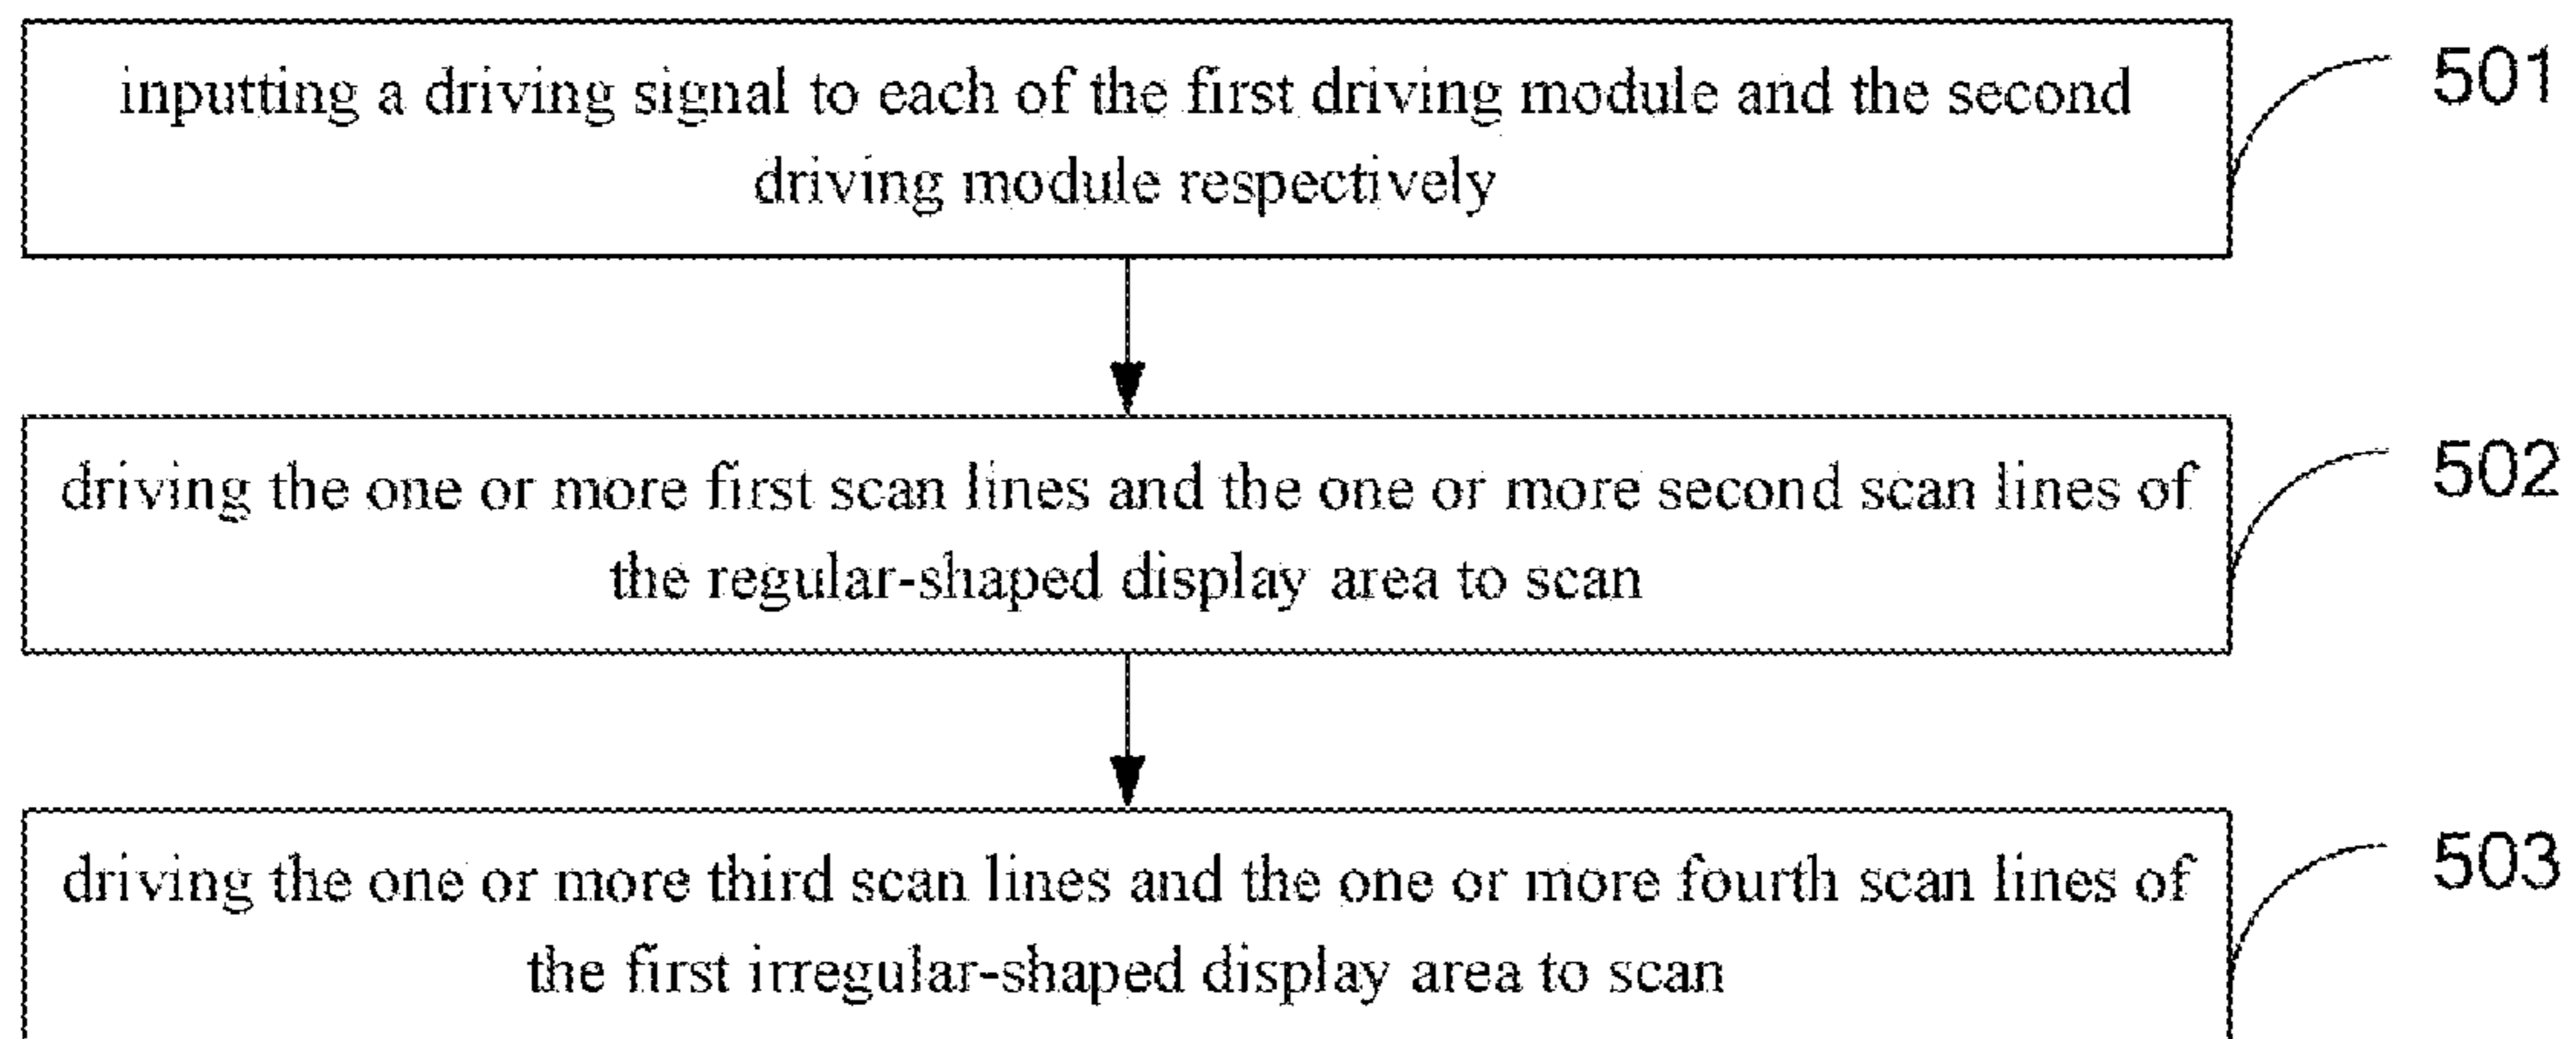 inputting a driving signal to each of the first driving module and the second
driving module respectively
501
driving the one or more first scan lines and the one or more second scan lines of
the regular-shaped display area to scan
502
driving the one or more third scan lines and the one or more fourth scan lines of
the first irregular-shaped display area to scan
503